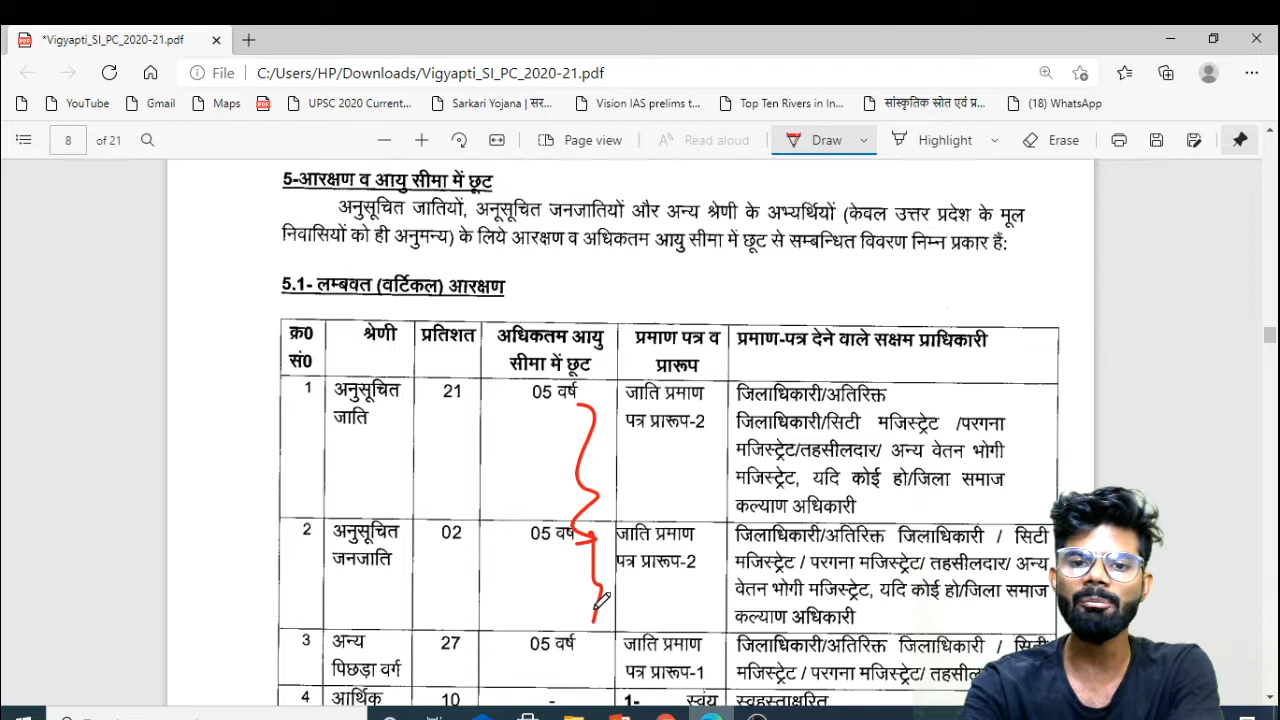 *Vigyapti_SI_PC_2020-21.pdf
File C:/Users/HP/Downloads/Vigyapti_SI_PC_2020-21.pdf
YouTube Gmail Maps UPSC 2020 Current... Sarkari Yojana | सर... Vision IAS prelims t... Top Ten Rivers in In... सांस्कृतिक स्रोत एवं प्र... (18) WhatsApp
8 of 21 Page view Read aloud Draw Highlight Erase
5-आरक्षण व आयु सीमा में छूट
अनुसूचित जातियों, अनूसूचित जनजातियों और अन्य श्रेणी के अभ्यर्थियों (केवल उत्तर प्रदेश के मूल
निवासियों को ही अनुमन्य) के लिये आरक्षण व अधिकतम आयु सीमा में छूट से सम्बन्धित विवरण निम्न प्रकार हैं:
5.1- लम्बवत (वर्टिकल) आरक्षण
क्र0 श्रेणी प्रतिशत अधिकतम आयु प्रमाण पत्र व प्रमाण-पत्र देने वाले सक्षम प्राधिकारी
सं0 सीमा में छूट प्रारूप
1 अनुसूचित 21 05 वर्ष जाति प्रमाण जिलाधिकारी/अतिरिक्त
जाति पत्र प्रारूप-2 जिलाधिकारी/सिटी मजिस्ट्रेट /परगना
मजिस्ट्रेट/तहसीलदार/ अन्य वेतन भोगी
मजिस्ट्रेट, यदि कोई हो/जिला समाज
कल्याण अधिकारी
2 अनुसूचित 02 05 वर्ष जाति प्रमाण जिलाधिकारी/अतिरिक्त जिलाधिकारी / सिटी
जनजाति पत्र प्रारूप-2 मजिस्ट्रेट / परगना मजिस्ट्रेट/ तहसीलदार/ अन्य
वेतन भोगी मजिस्ट्रेट, यदि कोई हो/जिला समाज
कल्याण अधिकारी
3 अन्य 27 05 वर्ष जाति प्रमाण जिलाधिकारी/अतिरिक्त जिलाधिकारी / सिटी
पिछड़ा वर्ग पत्र प्रारूप-1 मजिस्ट्रेट / परगना मजिस्ट्रेट/
4 आर्थिक 10 - 1- स्वंय स्वहस्ताक्षरित